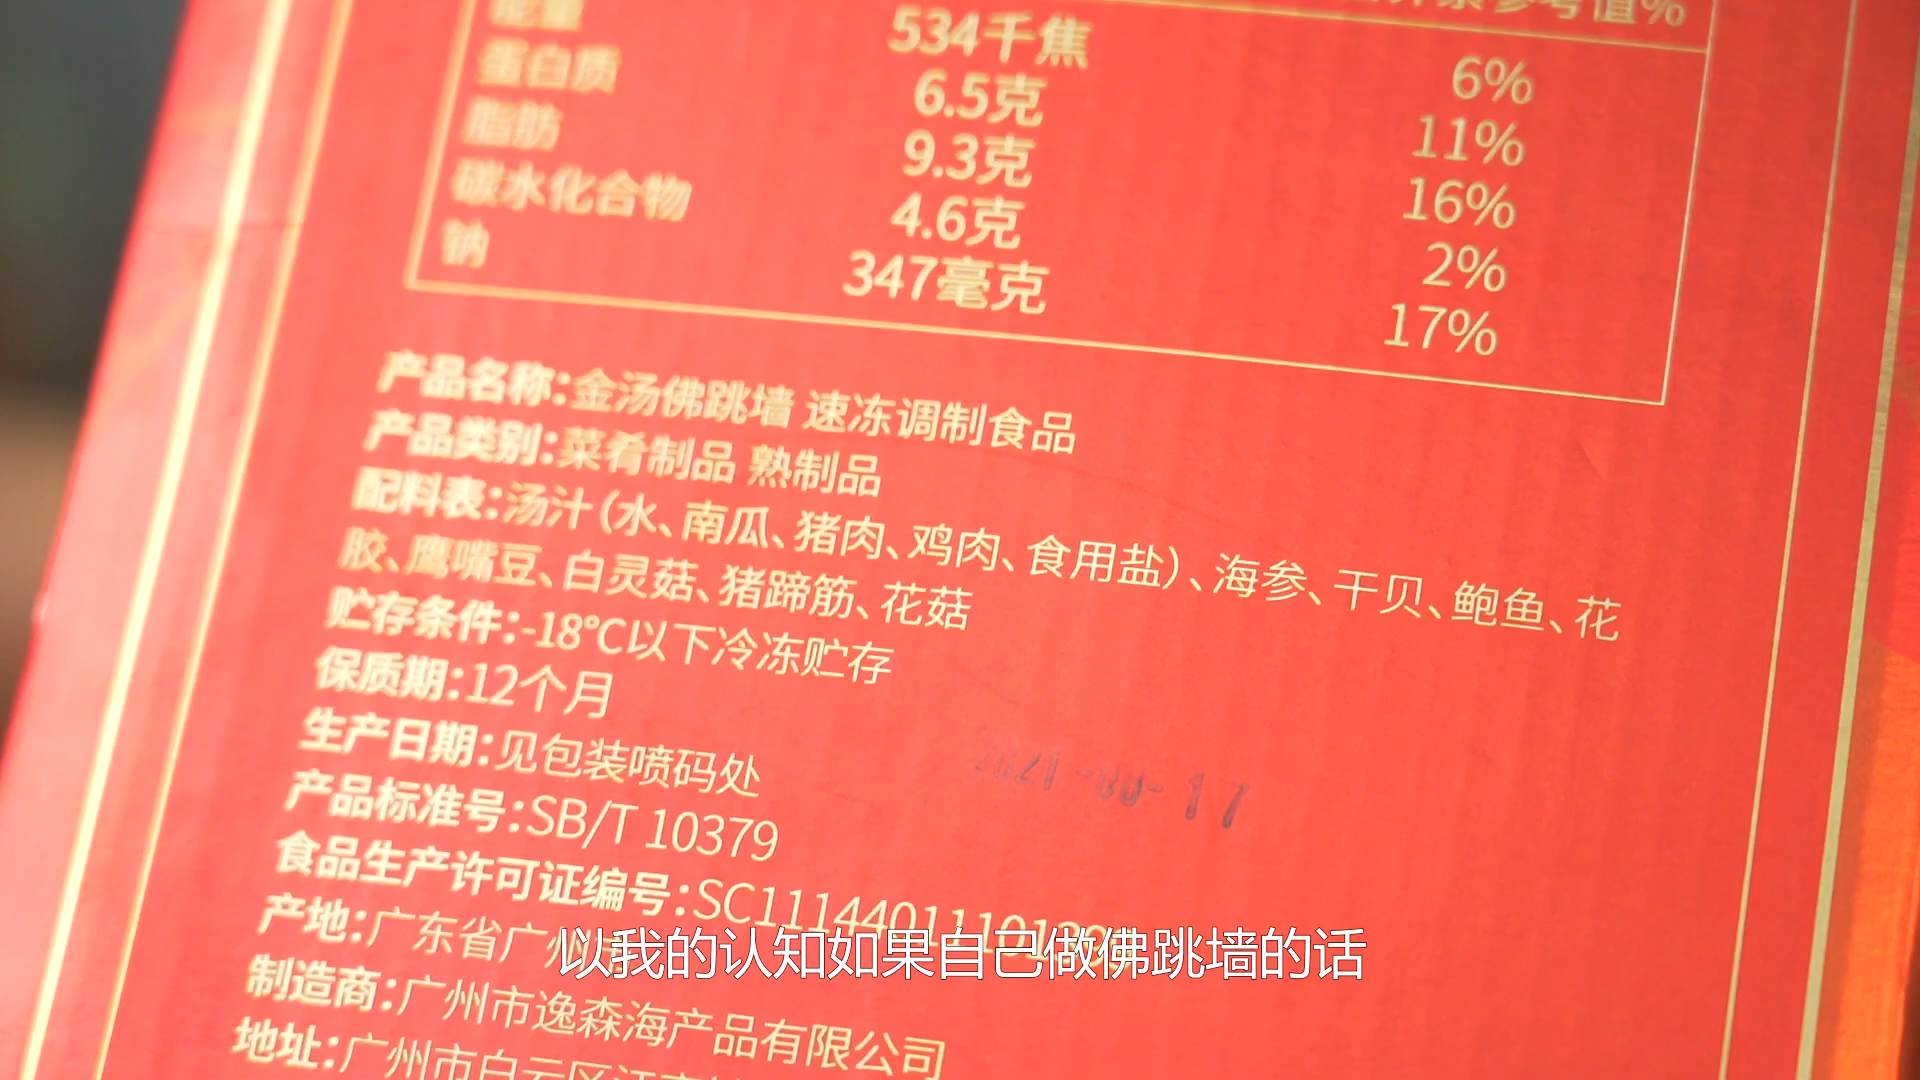 能量 534千焦 6%
蛋白质 6.5克 11%
脂肪 9.3克 16%
碳水化合物 4.6克 2%
钠 347毫克 17%
产品名称：金汤佛跳墙 速冻调制食品
产品类别：菜肴制品 熟制品
配料表：汤汁（水、南瓜、猪肉、鸡肉、食用盐）、海参、干贝、鲍鱼、花
胶、鹰嘴豆、白灵菇、猪蹄筋、花菇
贮存条件：-18℃以下冷冻贮存
保质期：12个月
生产日期：见包装喷码处
产品标准号：SB/T 10379
食品生产许可证编号：
产地：广东省广州
制造商：广州市逸森海产品有限公司
地址：广州市白云区
以我的认知如果自己做佛跳墙的话